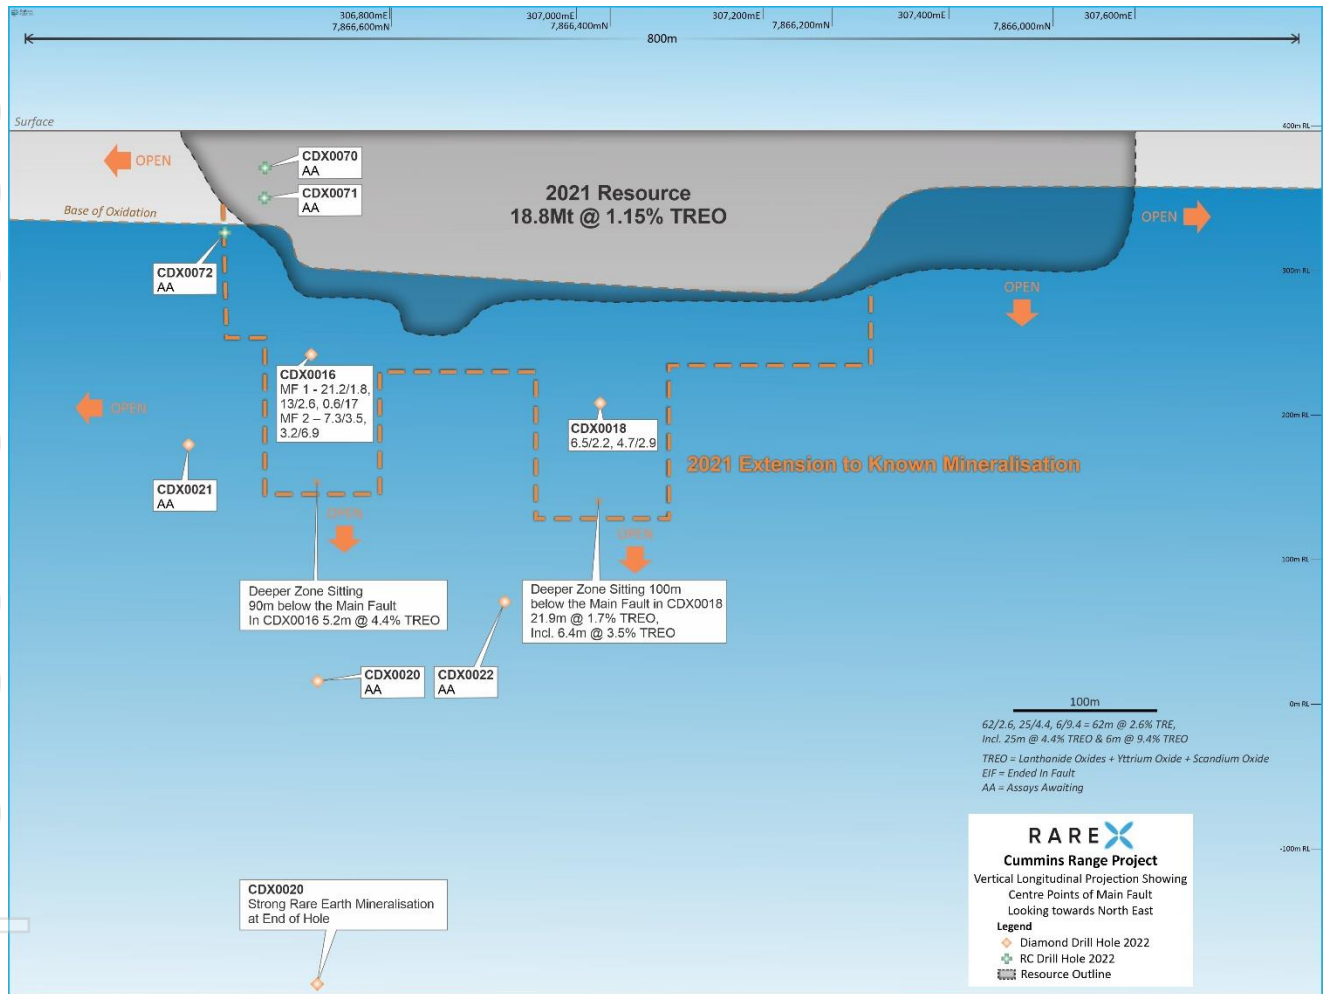 306,800mE
7,866,600mN
307,000mE
7,866,400mN
307,200mE
7,866,200mN
307,400mE
7,866,000mN
307,600mE
800m
Surface
400m RL
OPEN
CDX0070
AA
CDX0071
AA
2021 Resource
18.8Mt @ 1.15% TREO
Base of Oxidation
OPEN
CDX0072
AA
300m RL
OPEN
CDX0016
MF 1 - 21.2/1.8,
13/2.6, 0.6/17
MF 2 – 7.3/3.5,
3.2/6.9
OPEN
CDX0018
6.5/2.2, 4.7/2.9
200m RL
2021 Extension to Known Mineralisation
CDX0021
AA
OPEN
OPEN
100m RL
Deeper Zone Sitting
90m below the Main Fault
In CDX0016 5.2m @ 4.4% TREO
Deeper Zone Sitting 100m
below the Main Fault in CDX0018
21.9m @ 1.7% TREO,
Incl. 6.4m @ 3.5% TREO
CDX0020
AA
CDX0022
AA
100m
0m RL
62/2.6, 25/4.4, 6/9.4 = 62m @ 2.6% TRE,
Incl. 25m @ 4.4% TREO & 6m @ 9.4% TREO
TREO = Lanthanide Oxides + Yttrium Oxide + Scandium Oxide
EIF = Ended In Fault
AA = Assays Awaiting
-100m RL
RAREX
Cummins Range Project
Vertical Longitudinal Projection Showing
Centre Points of Main Fault
Looking towards North East
Legend
Diamond Drill Hole 2022
RC Drill Hole 2022
Resource Outline
CDX0020
Strong Rare Earth Mineralisation
at End of Hole